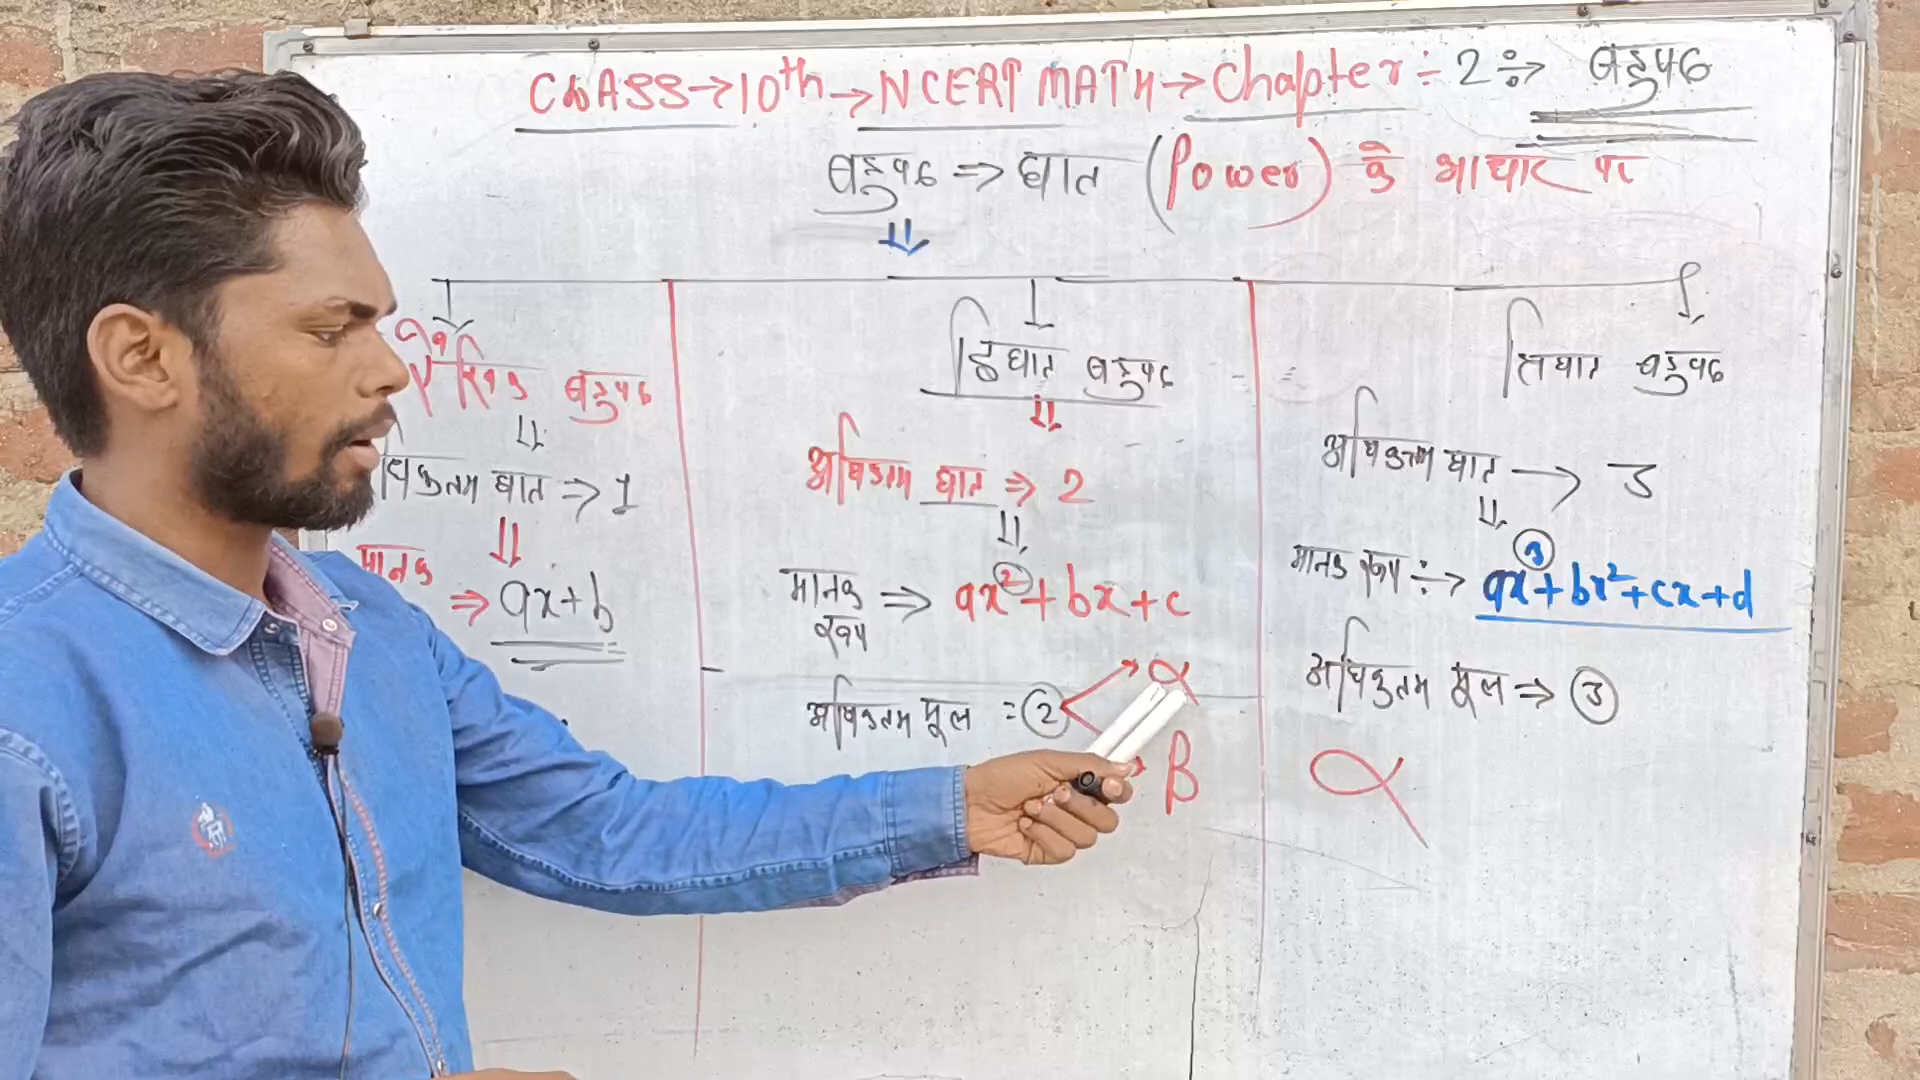 CLASS→10th→NCERT MATH→Chapter÷2÷→ बहुपद
बहुपद ⇒ घात (Power) के आधार पर
रैखिक बहुपद
धिकतम घात ⇒ 1
मानक
⇒ ax+b
द्विघात बहुपद
अधिकतम घात ⇒ 2
मानक रूप ⇒ ax²+bx+c
अधिकतम मूल = 2
α
β
त्रिघात बहुपद
अधिकतम घात → 3
मानक रूप ÷→ ax³+bx²+cx+d
अधिकतम मूल ⇒ 3
α